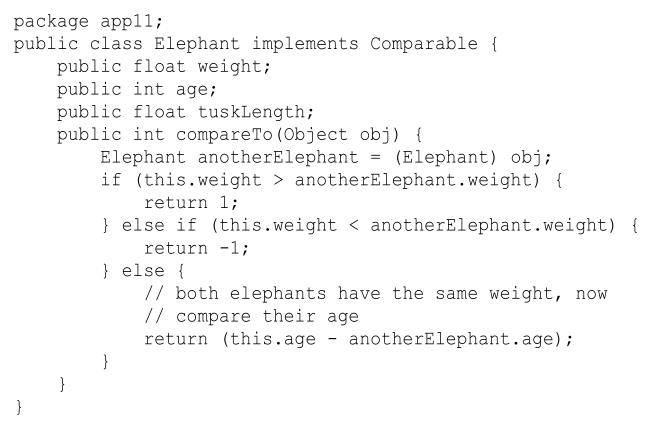 package app11;
public class Elephant implements Comparable {
    public float weight;
    public int age;
    public float tuskLength;
    public int compareTo(Object obj) {
        Elephant anotherElephant = (Elephant) obj;
        if (this.weight > anotherElephant.weight) {
            return 1;
        } else if (this.weight < anotherElephant.weight) {
            return -1;
        } else {
            // both elephants have the same weight, now
            // compare their age
            return (this.age - anotherElephant.age);
        }
    }
}